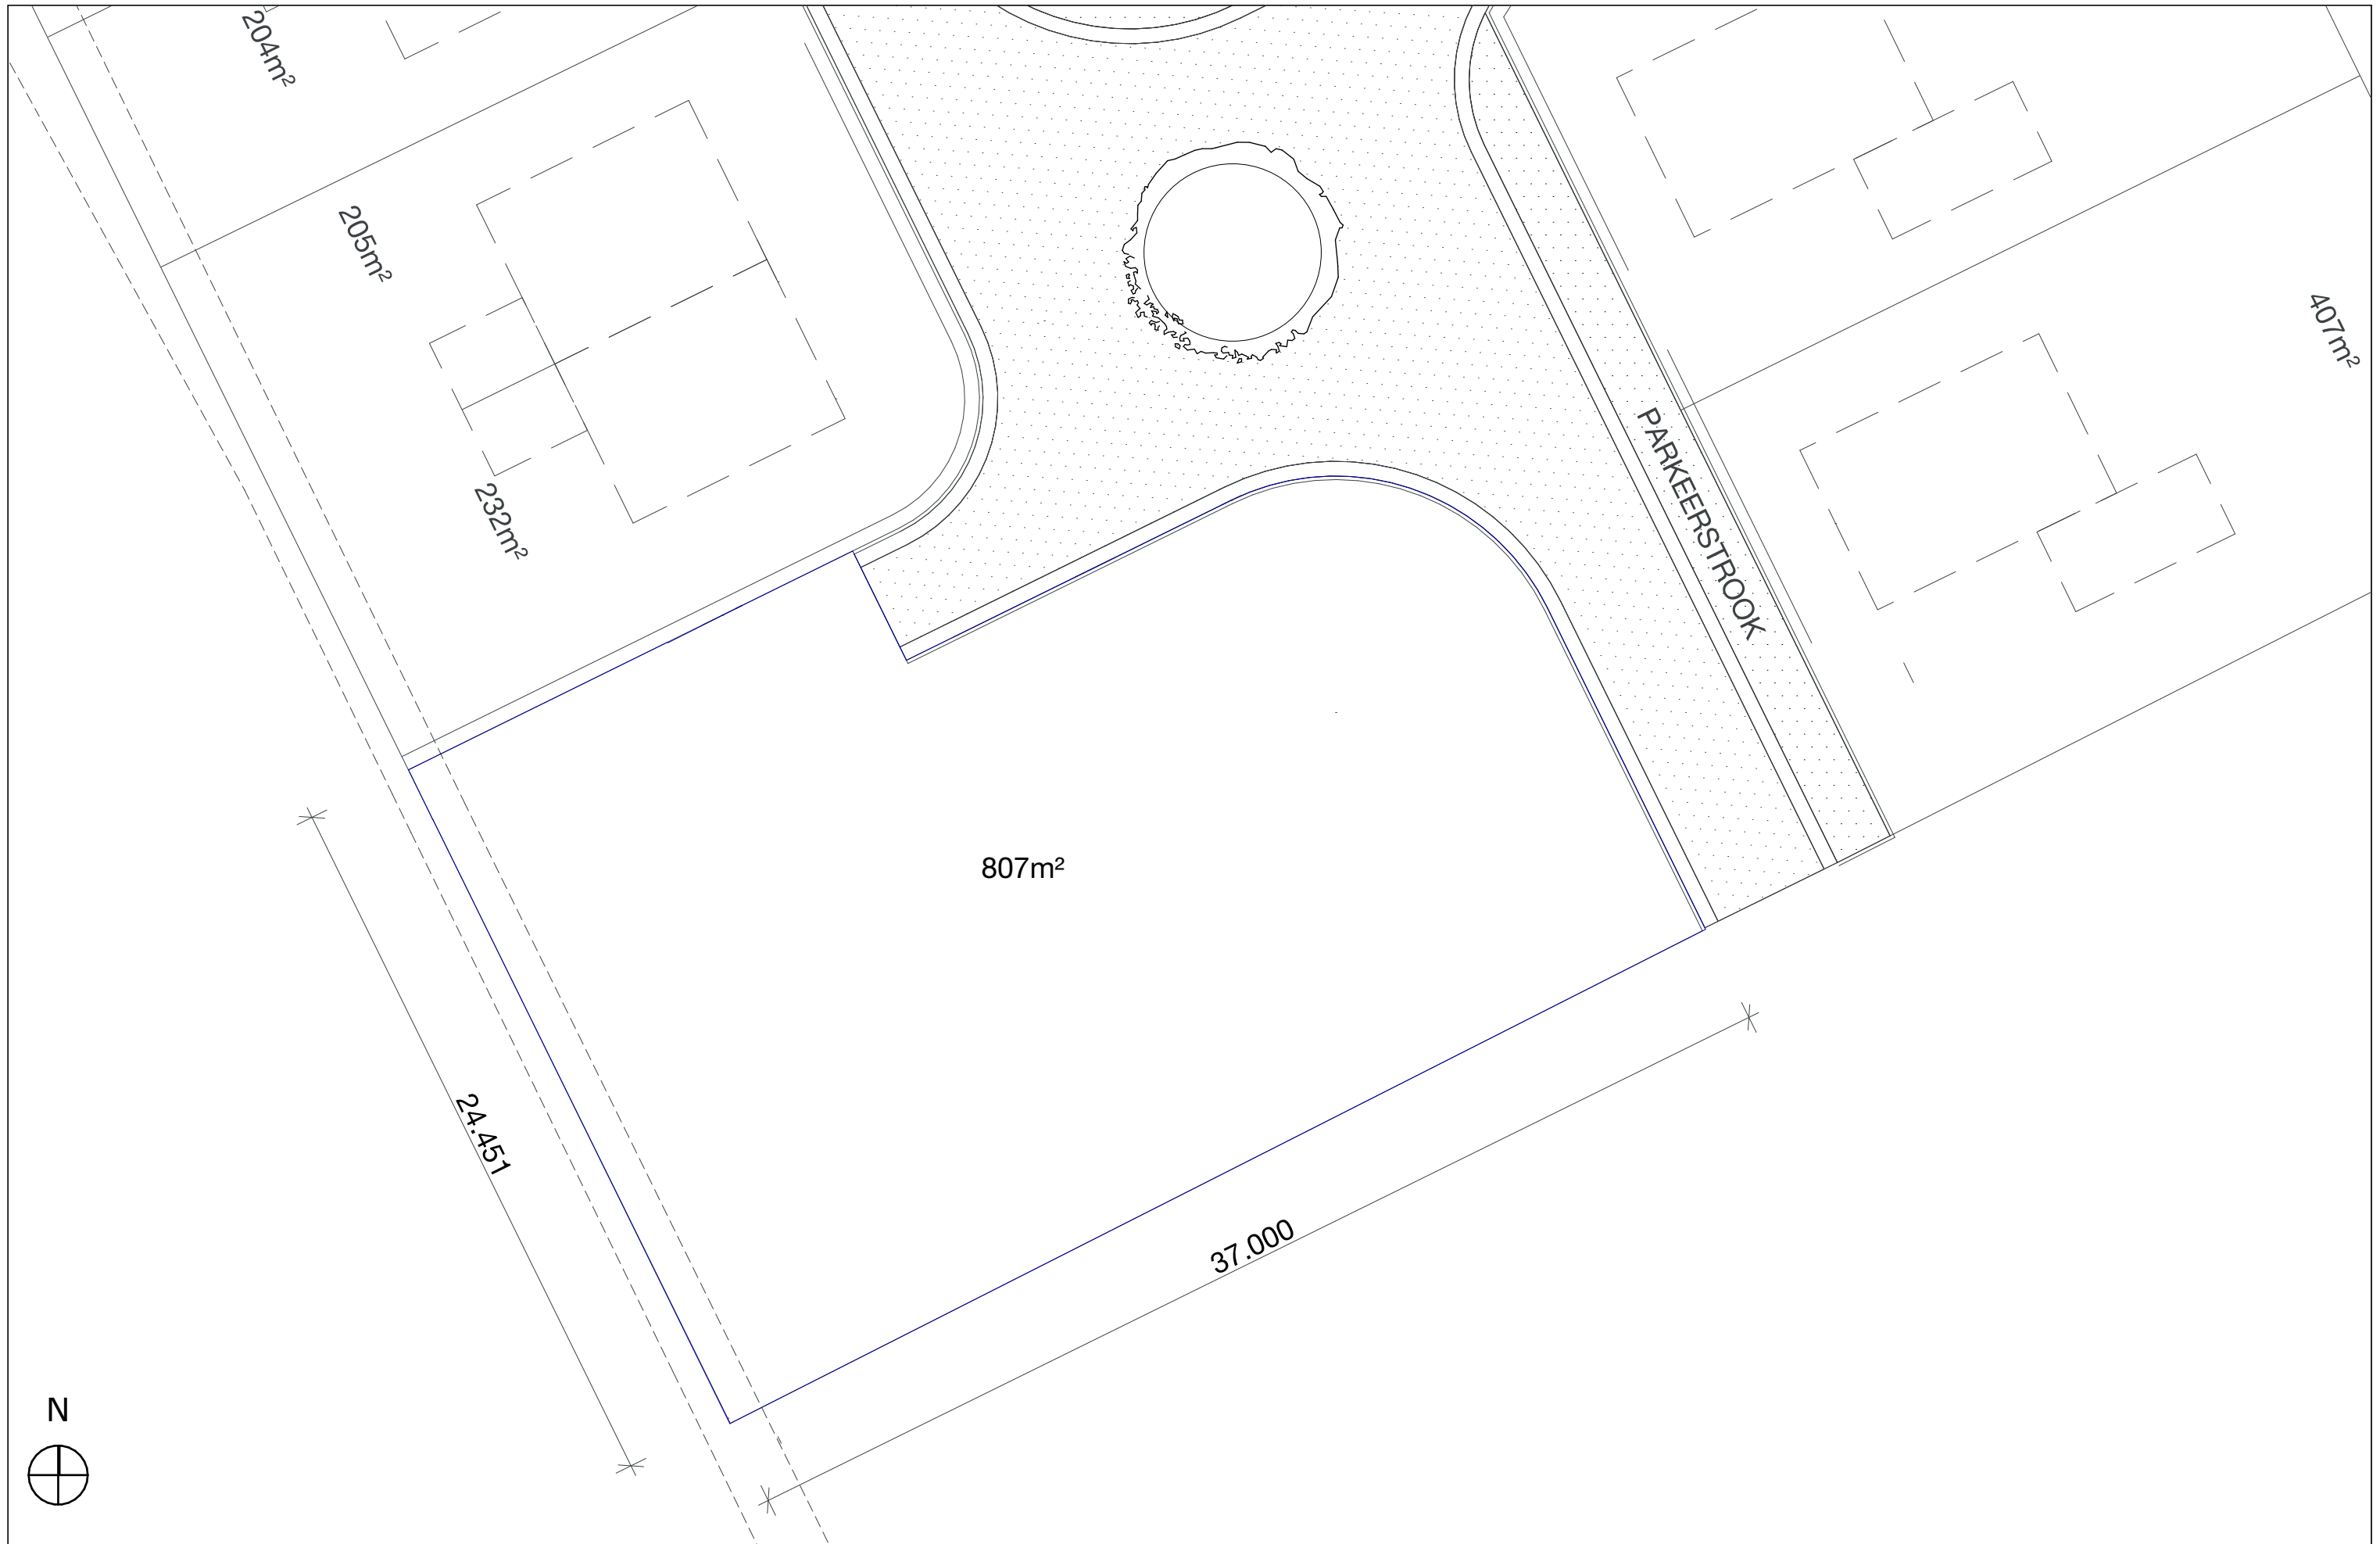 204m²
205m²
232m²
407m²
PARKEERSTROOK
807m²
24.451
37.000
N